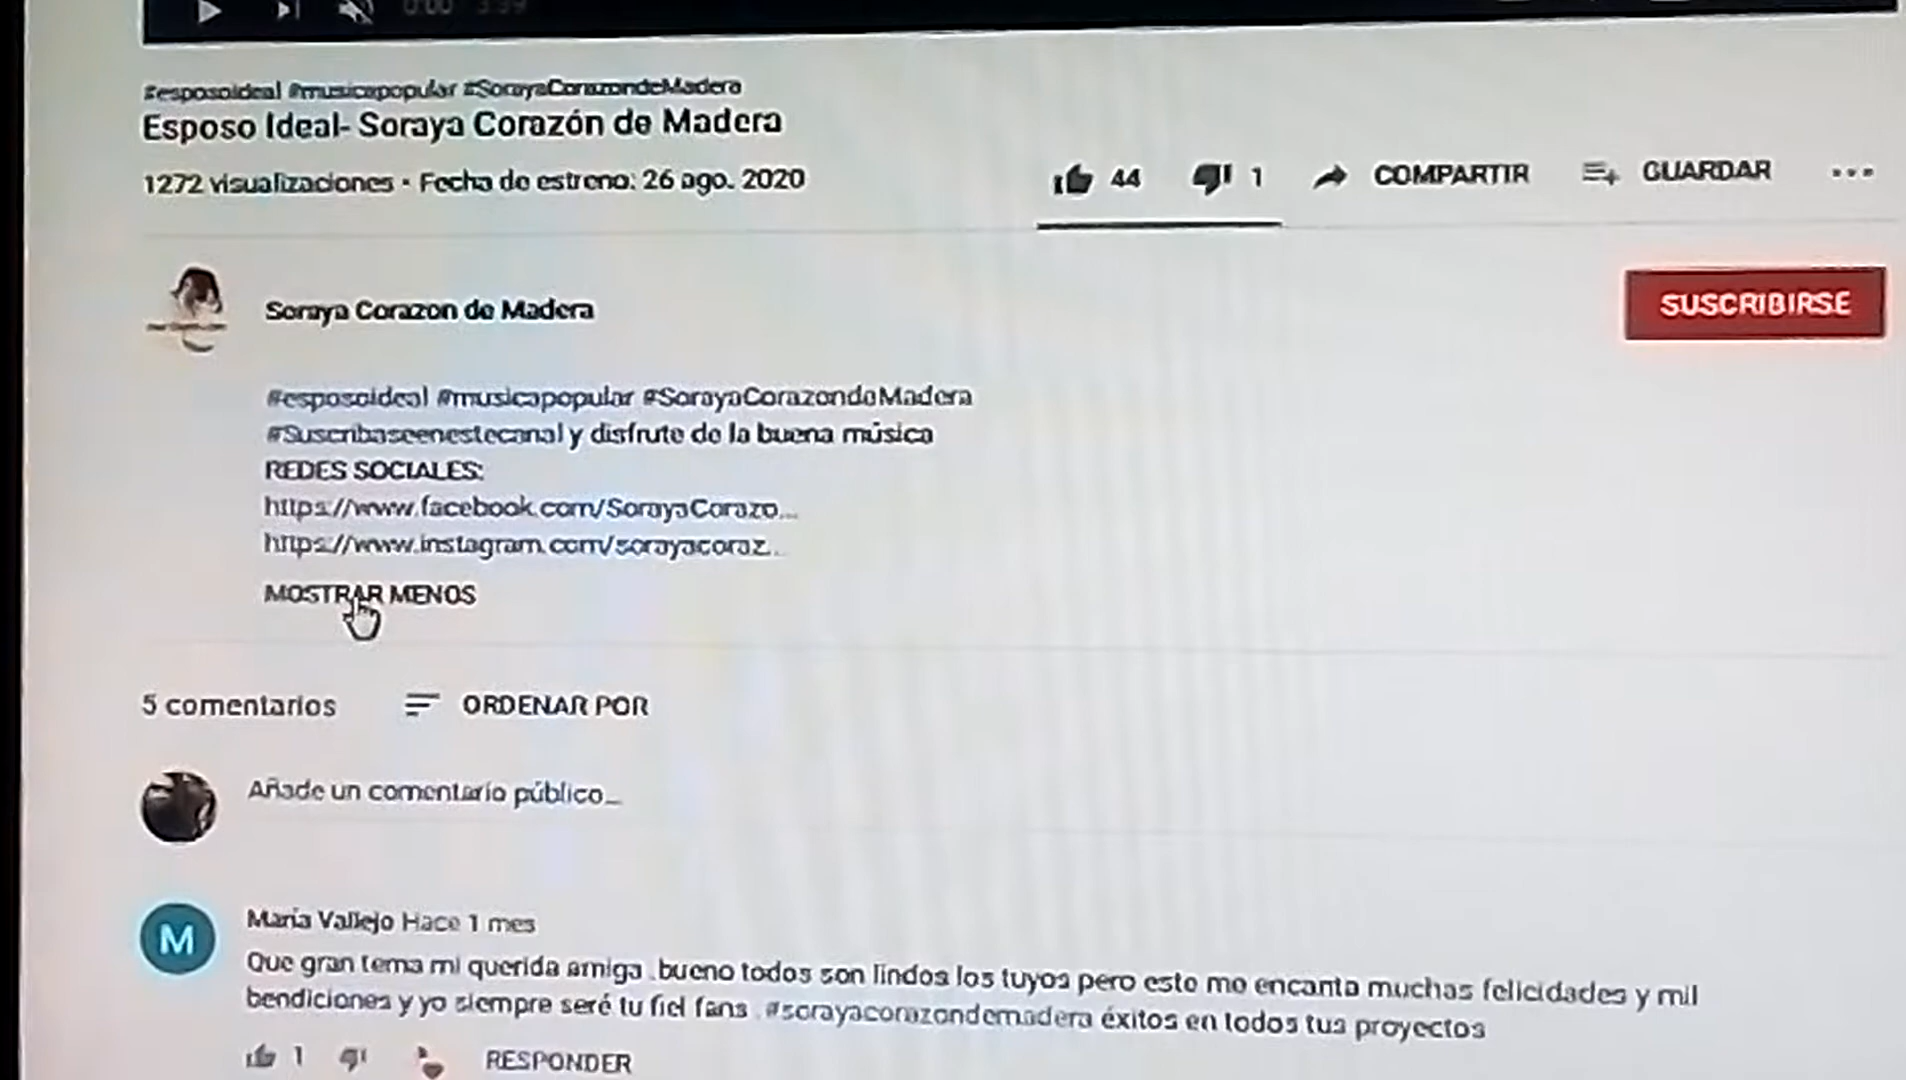 0:00 3:39
#esposoideal #musicapopular #SorayaCorazondeMadera
Esposo Ideal- Soraya Corazón de Madera
1272 visualizaciones • Fecha de estreno: 26 ago. 2020
44 1 COMPARTIR GUARDAR ...
Soraya Corazon de Madera
SUSCRIBIRSE
#esposoideal #musicapopular #SorayaCorazondeMadera
#Suscribaseenestecanal y disfrute de la buena música
REDES SOCIALES:
https://www.facebook.com/SorayaCorazo...
https://www.instagram.com/sorayacoraz...
MOSTRAR MENOS
5 comentarios ORDENAR POR
Añade un comentario público...
M
Maria Vallejo Hace 1 mes
Que gran tema mi querida amiga .bueno todos son lindos los tuyos pero este me encanta muchas felicidades y mil
bendiciones y yo siempre seré tu fiel fans .#sorayacorazondemadera éxitos en todos tus proyectos
1 RESPONDER